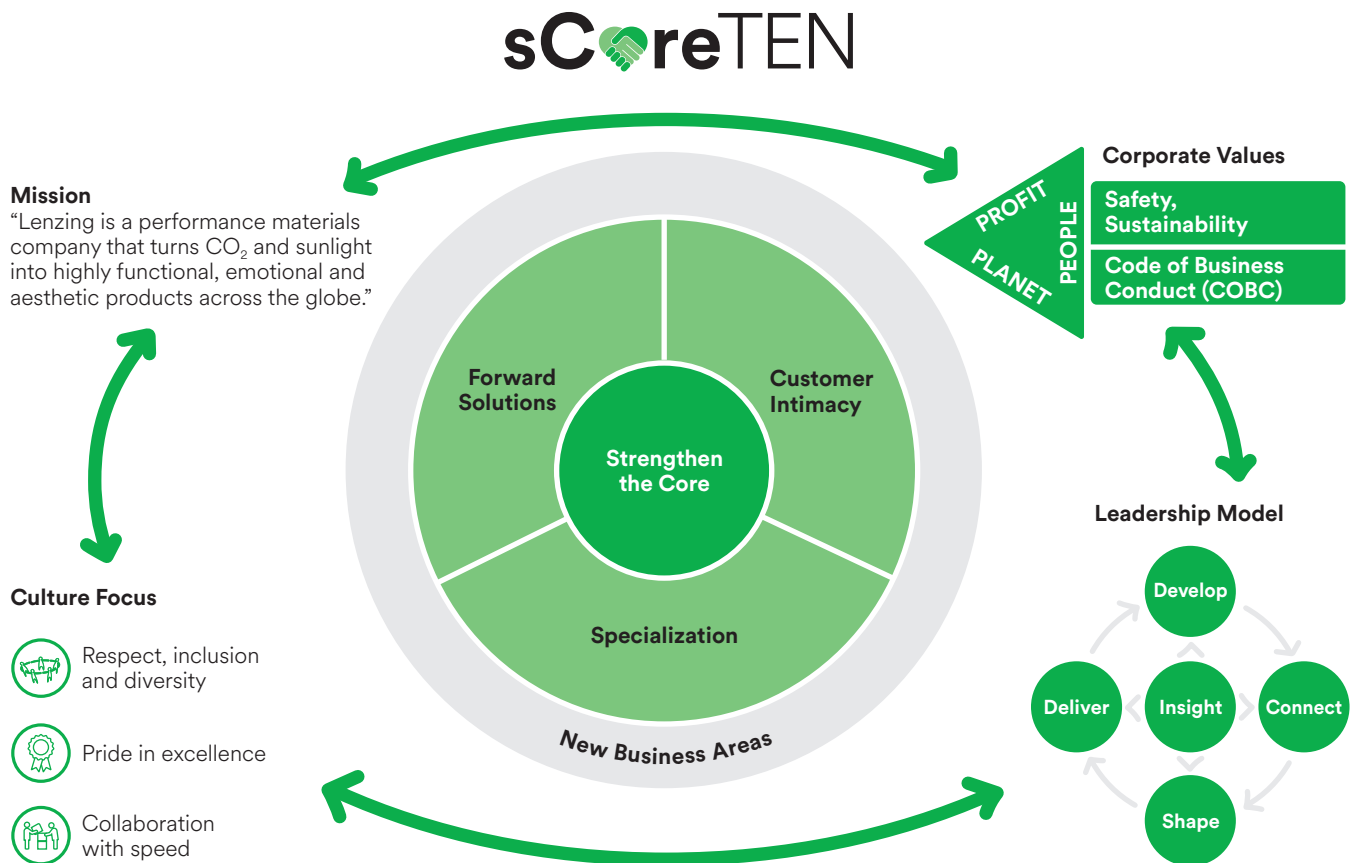 sCoreTEN
Mission
“Lenzing is a performance materials
company that turns CO₂ and sunlight
into highly functional, emotional and
aesthetic products across the globe.”
Corporate Values
PROFIT
PEOPLE
PLANET
Safety,
Sustainability
Code of Business
Conduct (COBC)
Forward
Solutions
Customer
Intimacy
Strengthen
the Core
Specialization
New Business Areas
Culture Focus
Respect, inclusion
and diversity
Pride in excellence
Collaboration
with speed
Leadership Model
Develop
Deliver
Insight
Connect
Shape